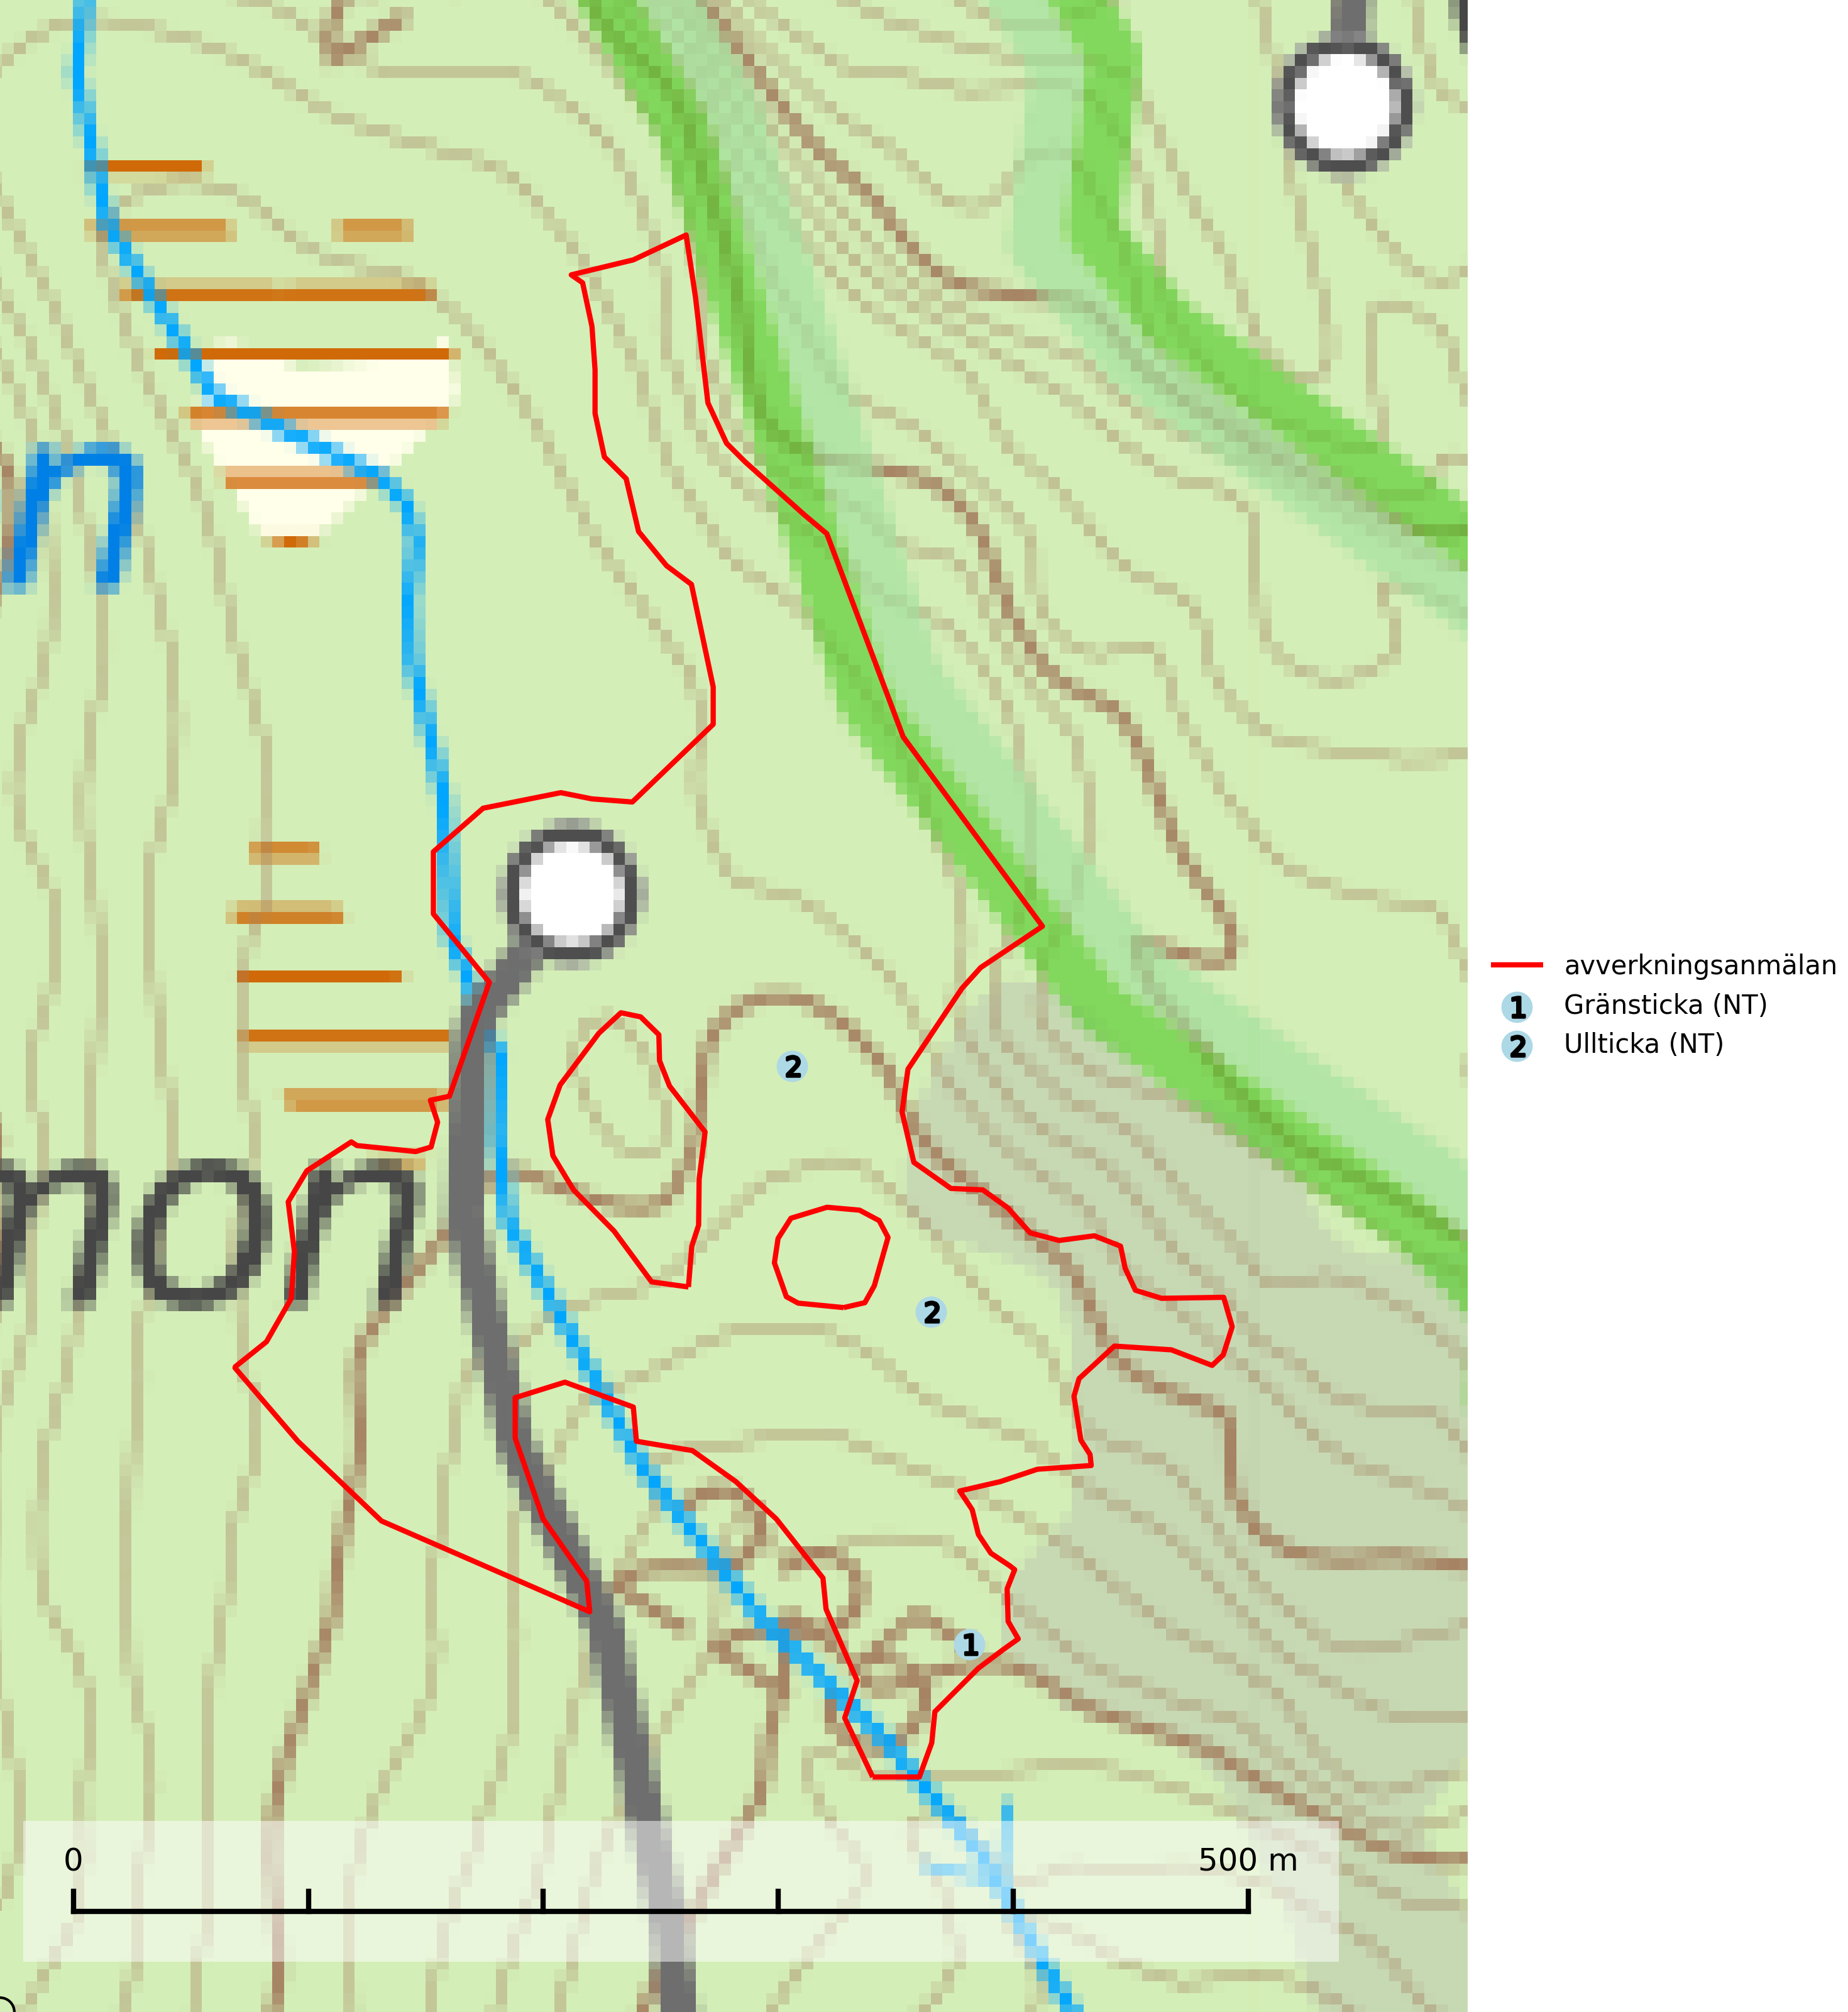 n
mon
2
2
1
0 500 m
avverkningsanmälan
1 Gränsticka (NT)
2 Ullticka (NT)